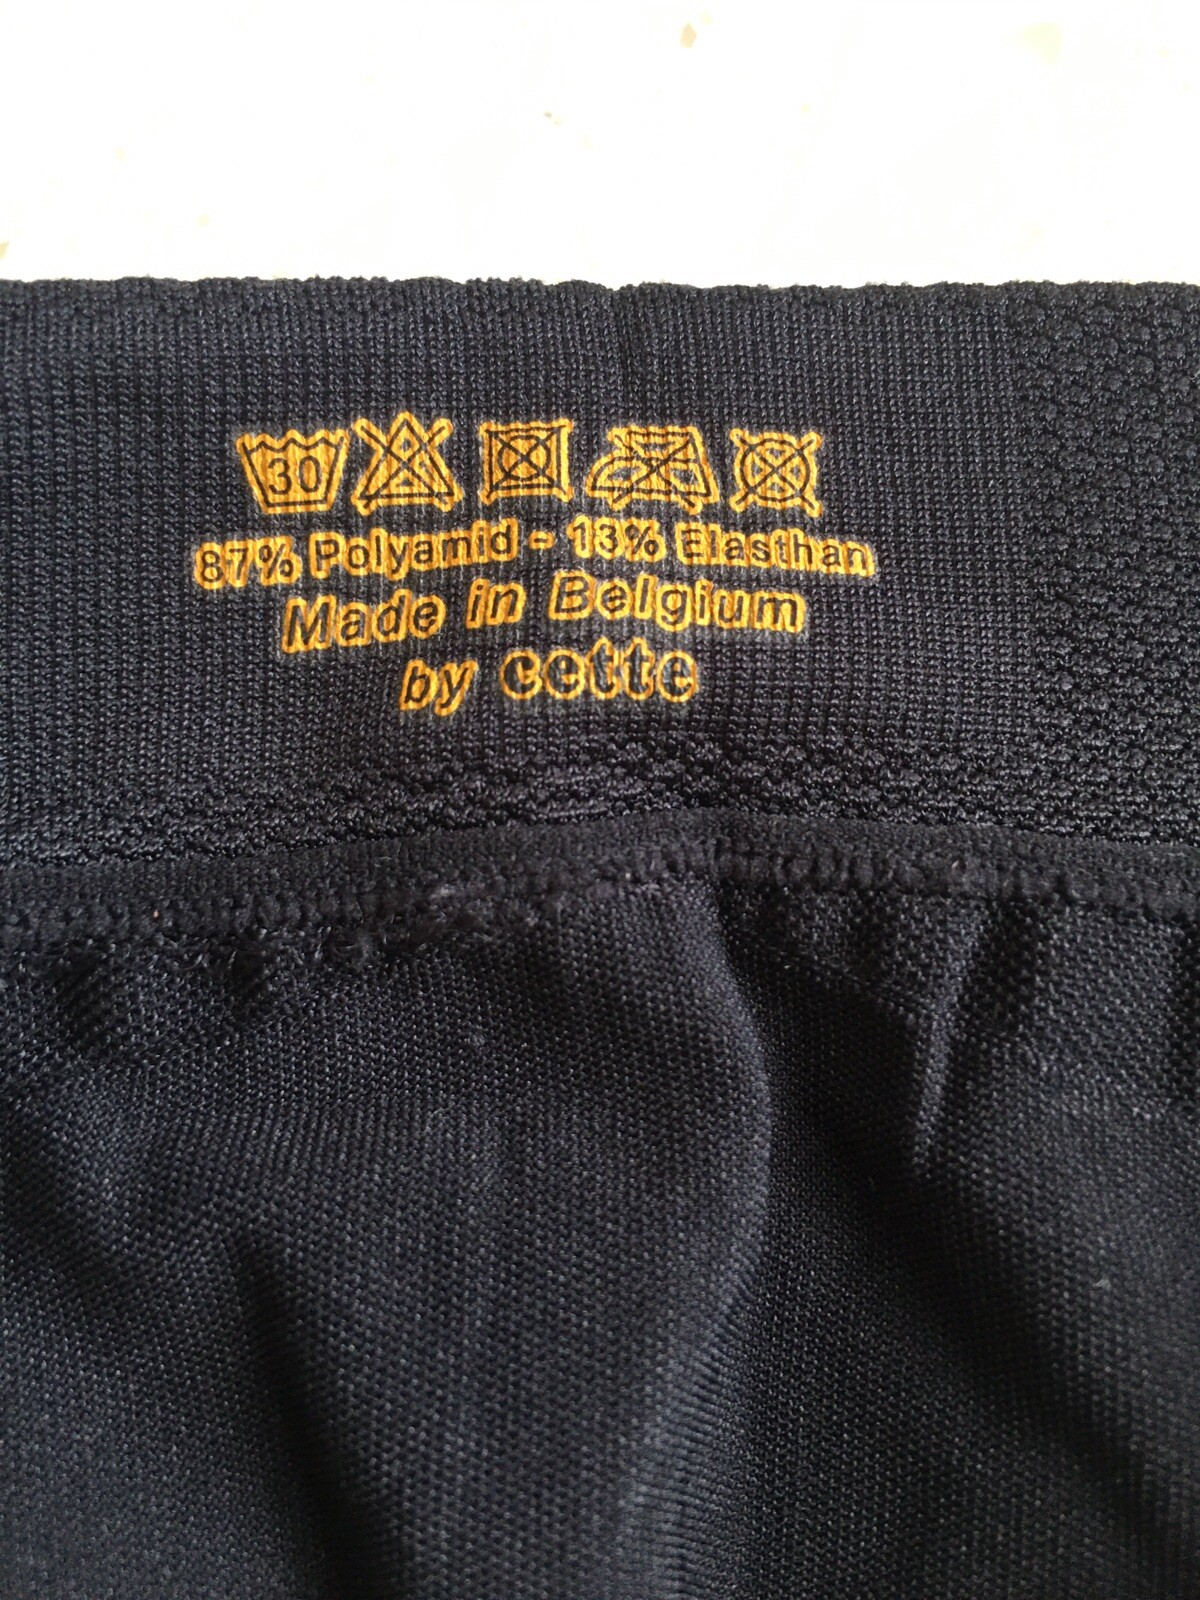 30
87% Polyamid - 13% Elasthan
Made in Belgium
by cette